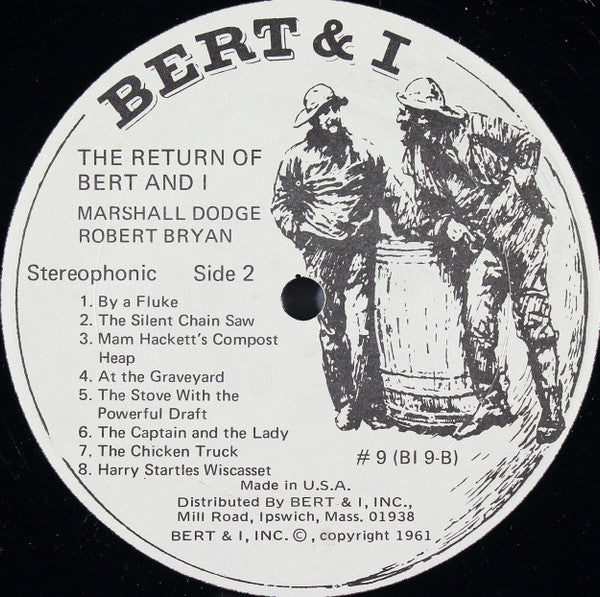 BERT & I
THE RETURN OF
BERT AND I
MARSHALL DODGE
ROBERT BRYAN
Stereophonic Side 2
1. By a Fluke
2. The Silent Chain Saw
3. Mam Hackett's Compost
Heap
4. At the Graveyard
5. The Stove With the
Powerful Draft
6. The Captain and the Lady
7. The Chicken Truck
8. Harry Startles Wiscasset
# 9 (BI 9-B)
Made in U.S.A.
Distributed By BERT & I, INC.,
Mill Road, Ipswich, Mass. 01938
BERT & I, INC. ©, copyright 1961